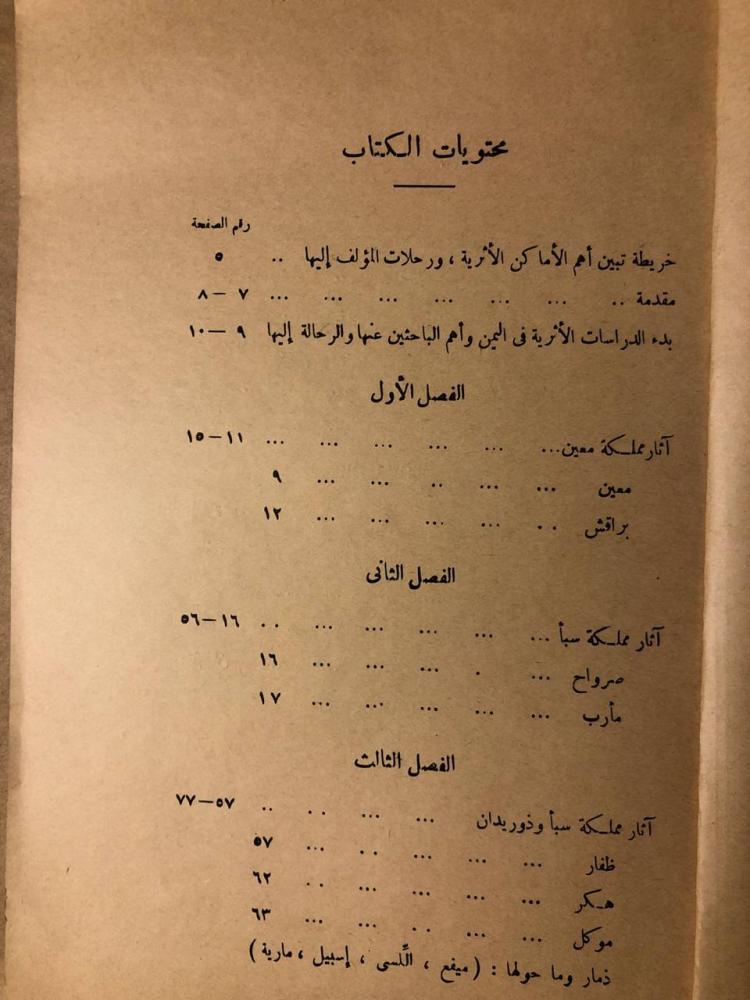 محتويات الكتاب
رقم الصفحة
خريطة تبين أهم الأماكن الأثرية ، ورحلات المؤلف إليها .. ٥
مقدمة .. ... ... ... ... ... ... ٧ — ٨
بدء الدراسات الأثرية فى اليمن وأهم الباحثين عنها والرحالة إليها ٩ — ١٠
الفصل الأول
آثار مملكة معين ... ... ... ... ... ... ١١ — ١٥
معين ... ... .. ... ... ٩
براقش .. ... ... ... ... ١٢
الفصل الثانى
آثار مملكة سبأ ... ... ... ... ... .. ١٦ — ٥٦
صرواح ... . ... ... ... ١٦
مأرب ... ... ... ... ... ١٧
الفصل الثالث
آثار مملكة سبأ وذوريدان ... ... .. .. ٥٧ — ٧٧
ظفار ... ... ... .. ... ٥٧
هكر ... ... ... ... .. ٦٢
موكل ... ... .. ... ... ٦٣
ذمار وما حولها : ( ميفع ، اللِّسى ، إسبيل ، مارية )